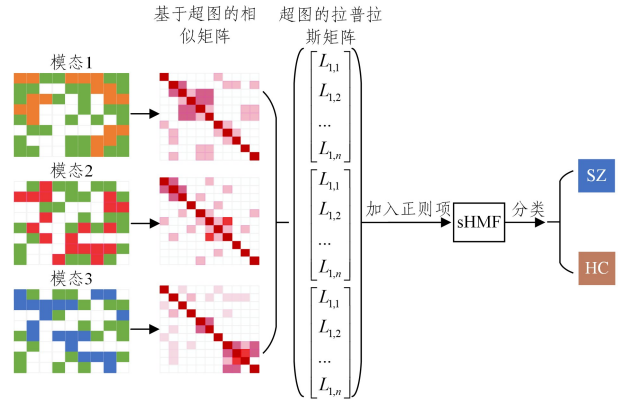 基于超图的相
似矩阵
超图的拉普拉
斯矩阵
模态1
模态2
模态3
L1,1
L1,2
...
L1,n
L1,1
L1,2
...
L1,n
L1,1
L1,2
...
L1,n
加入正则项
sHMF
分类
SZ
HC